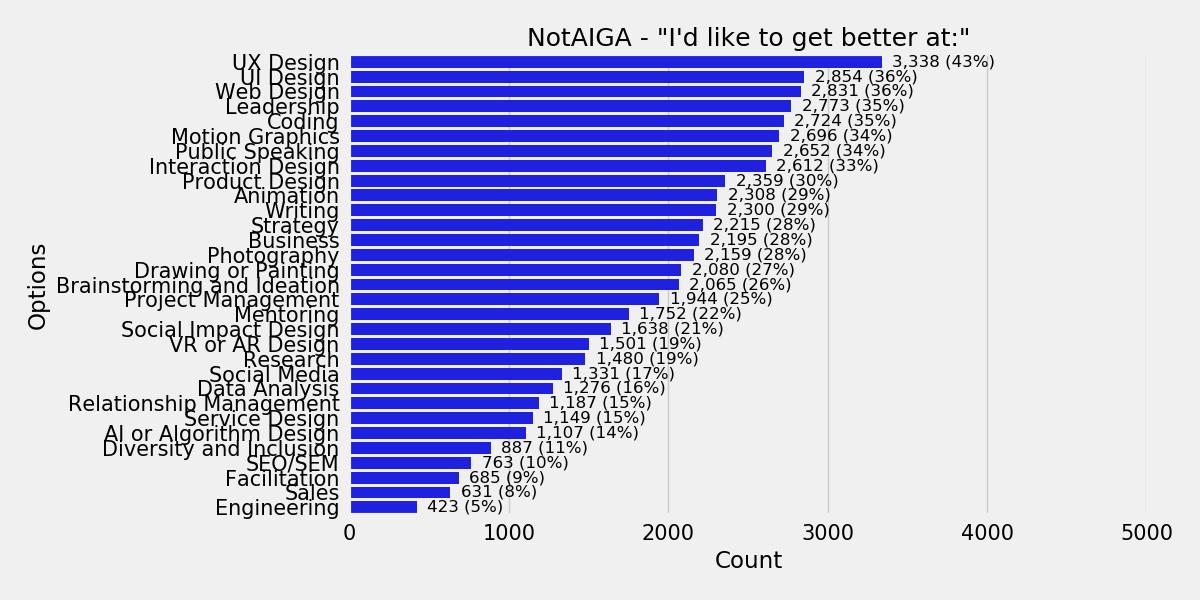 NotAIGA - "I'd like to get better at:"
UX Design 3,338 (43%)
UI Design 2,854 (36%)
Web Design 2,831 (36%)
Leadership 2,773 (35%)
Coding 2,724 (35%)
Motion Graphics 2,696 (34%)
Public Speaking 2,652 (34%)
Interaction Design 2,612 (33%)
Product Design 2,359 (30%)
Animation 2,308 (29%)
Writing 2,300 (29%)
Strategy 2,215 (28%)
Business 2,195 (28%)
Photography 2,159 (28%)
Drawing or Painting 2,080 (27%)
Brainstorming and Ideation 2,065 (26%)
Project Management 1,944 (25%)
Mentoring 1,752 (22%)
Social Impact Design 1,638 (21%)
VR or AR Design 1,501 (19%)
Research 1,480 (19%)
Social Media 1,331 (17%)
Data Analysis 1,276 (16%)
Relationship Management 1,187 (15%)
Service Design 1,149 (15%)
AI or Algorithm Design 1,107 (14%)
Diversity and Inclusion 887 (11%)
SEO/SEM 763 (10%)
Facilitation 685 (9%)
Sales 631 (8%)
Engineering 423 (5%)
Options
0 1000 2000 3000 4000 5000
Count